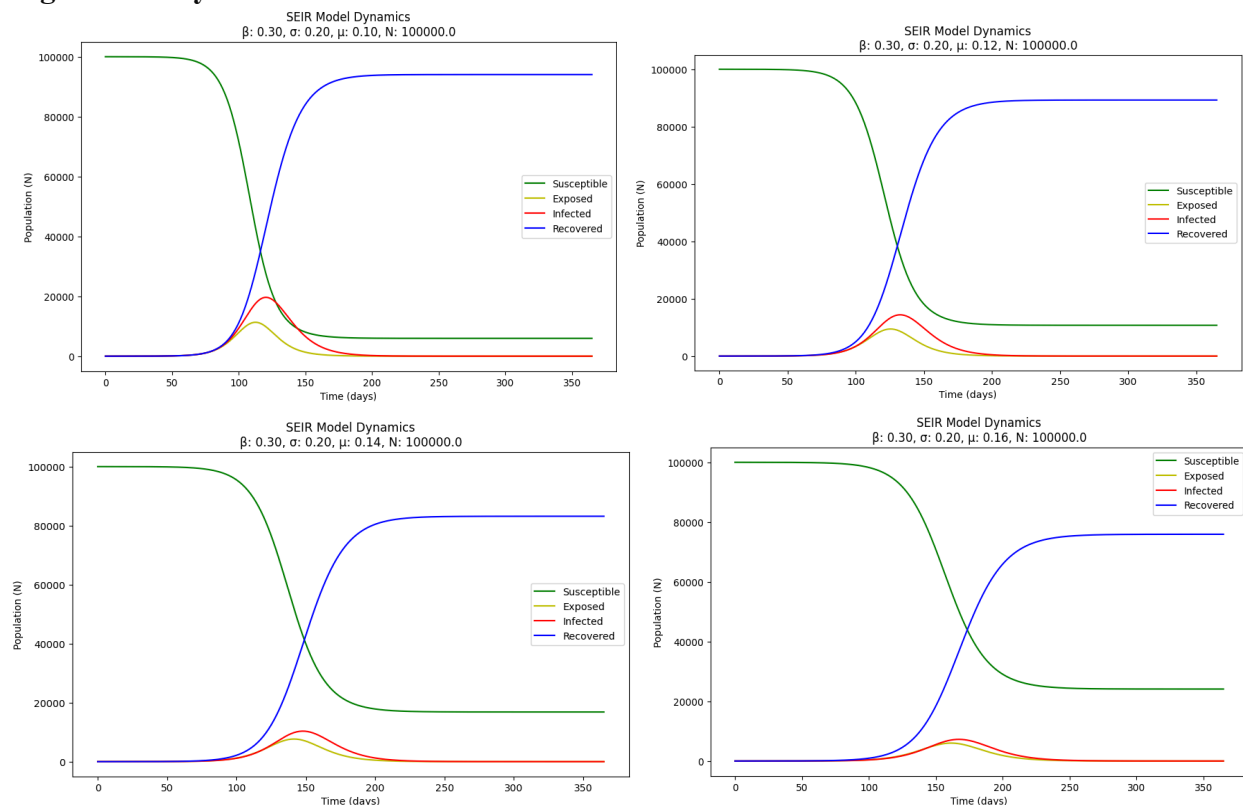 SEIR Model Dynamics
β: 0.30, σ: 0.20, μ: 0.10, N: 100000.0
100000
80000
60000
40000
20000
0
Population (N)
Susceptible
Exposed
Infected
Recovered
0 50 100 150 200 250 300 350
Time (days)
SEIR Model Dynamics
β: 0.30, σ: 0.20, μ: 0.12, N: 100000.0
100000
80000
60000
40000
20000
0
Population (N)
Susceptible
Exposed
Infected
Recovered
0 50 100 150 200 250 300 350
Time (days)
SEIR Model Dynamics
β: 0.30, σ: 0.20, μ: 0.14, N: 100000.0
100000
80000
60000
40000
20000
0
Population (N)
Susceptible
Exposed
Infected
Recovered
0 50 100 150 200 250 300 350
Time (days)
SEIR Model Dynamics
β: 0.30, σ: 0.20, μ: 0.16, N: 100000.0
100000
80000
60000
40000
20000
0
Population (N)
Susceptible
Exposed
Infected
Recovered
0 50 100 150 200 250 300 350
Time (days)